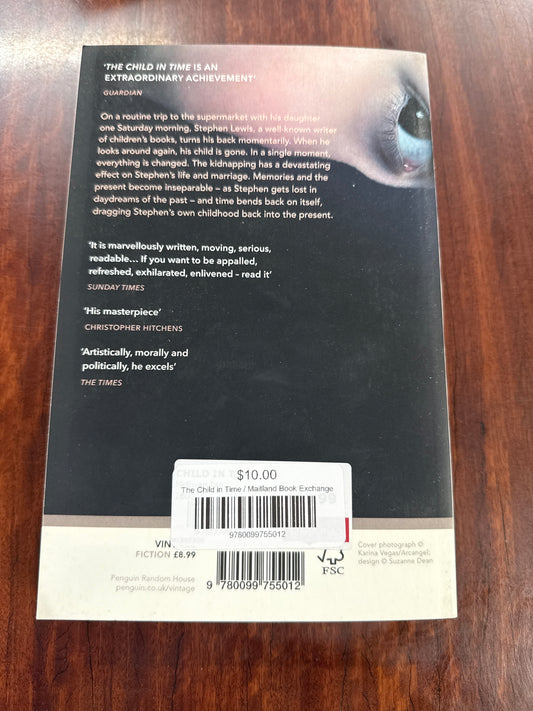 ‘THE CHILD IN TIME IS AN
EXTRAORDINARY ACHIEVEMENT’
GUARDIAN
On a routine trip to the supermarket with his daughter
one Saturday morning, Stephen Lewis, a well-known writer
of children's books, turns his back momentarily. When he
looks around again, his child is gone. In a single moment,
everything is changed. The kidnapping has a devastating
effect on Stephen's life and marriage. Memories and the
present become inseparable – as Stephen gets lost in
daydreams of the past – and time bends back on itself,
dragging Stephen's own childhood back into the present.
‘It is marvellously written, moving, serious,
readable... If you want to be appalled,
refreshed, exhilarated, enlivened – read it’
SUNDAY TIMES
‘His masterpiece’
CHRISTOPHER HITCHENS
‘Artistically, morally and
politically, he excels’
THE TIMES
CHILD IN
$10.00
The Child in Time / Maitland Book Exchange
99
9780099755012
VIN
FICTION £8.99
Penguin Random House
penguin.co.uk/vintage
9 780099 755012
FSC
Cover photograph ©
Karina Vegas/Arcangel;
design © Suzanne Dean